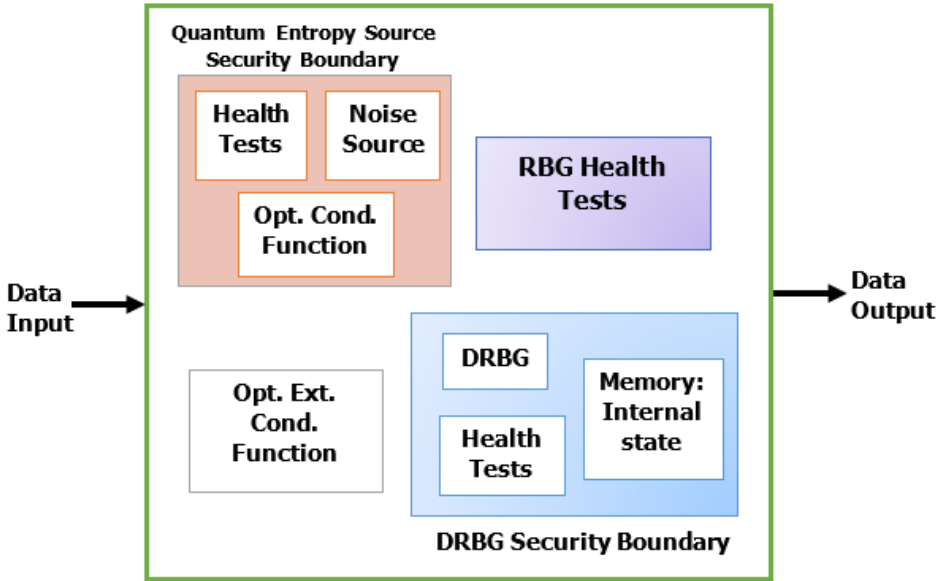 Quantum Entropy Source
Security Boundary
Health
Tests
Noise
Source
Opt. Cond.
Function
RBG Health
Tests
Data
Input
Data
Output
DRBG
Health
Tests
Memory:
Internal
state
Opt. Ext.
Cond.
Function
DRBG Security Boundary